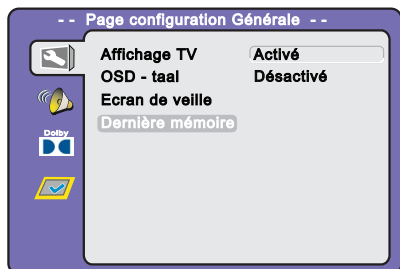 -- Page configuration Générale --
Affichage TV Activé
OSD - taal Désactivé
Ecran de veille
Dernière mémoire
Dolby